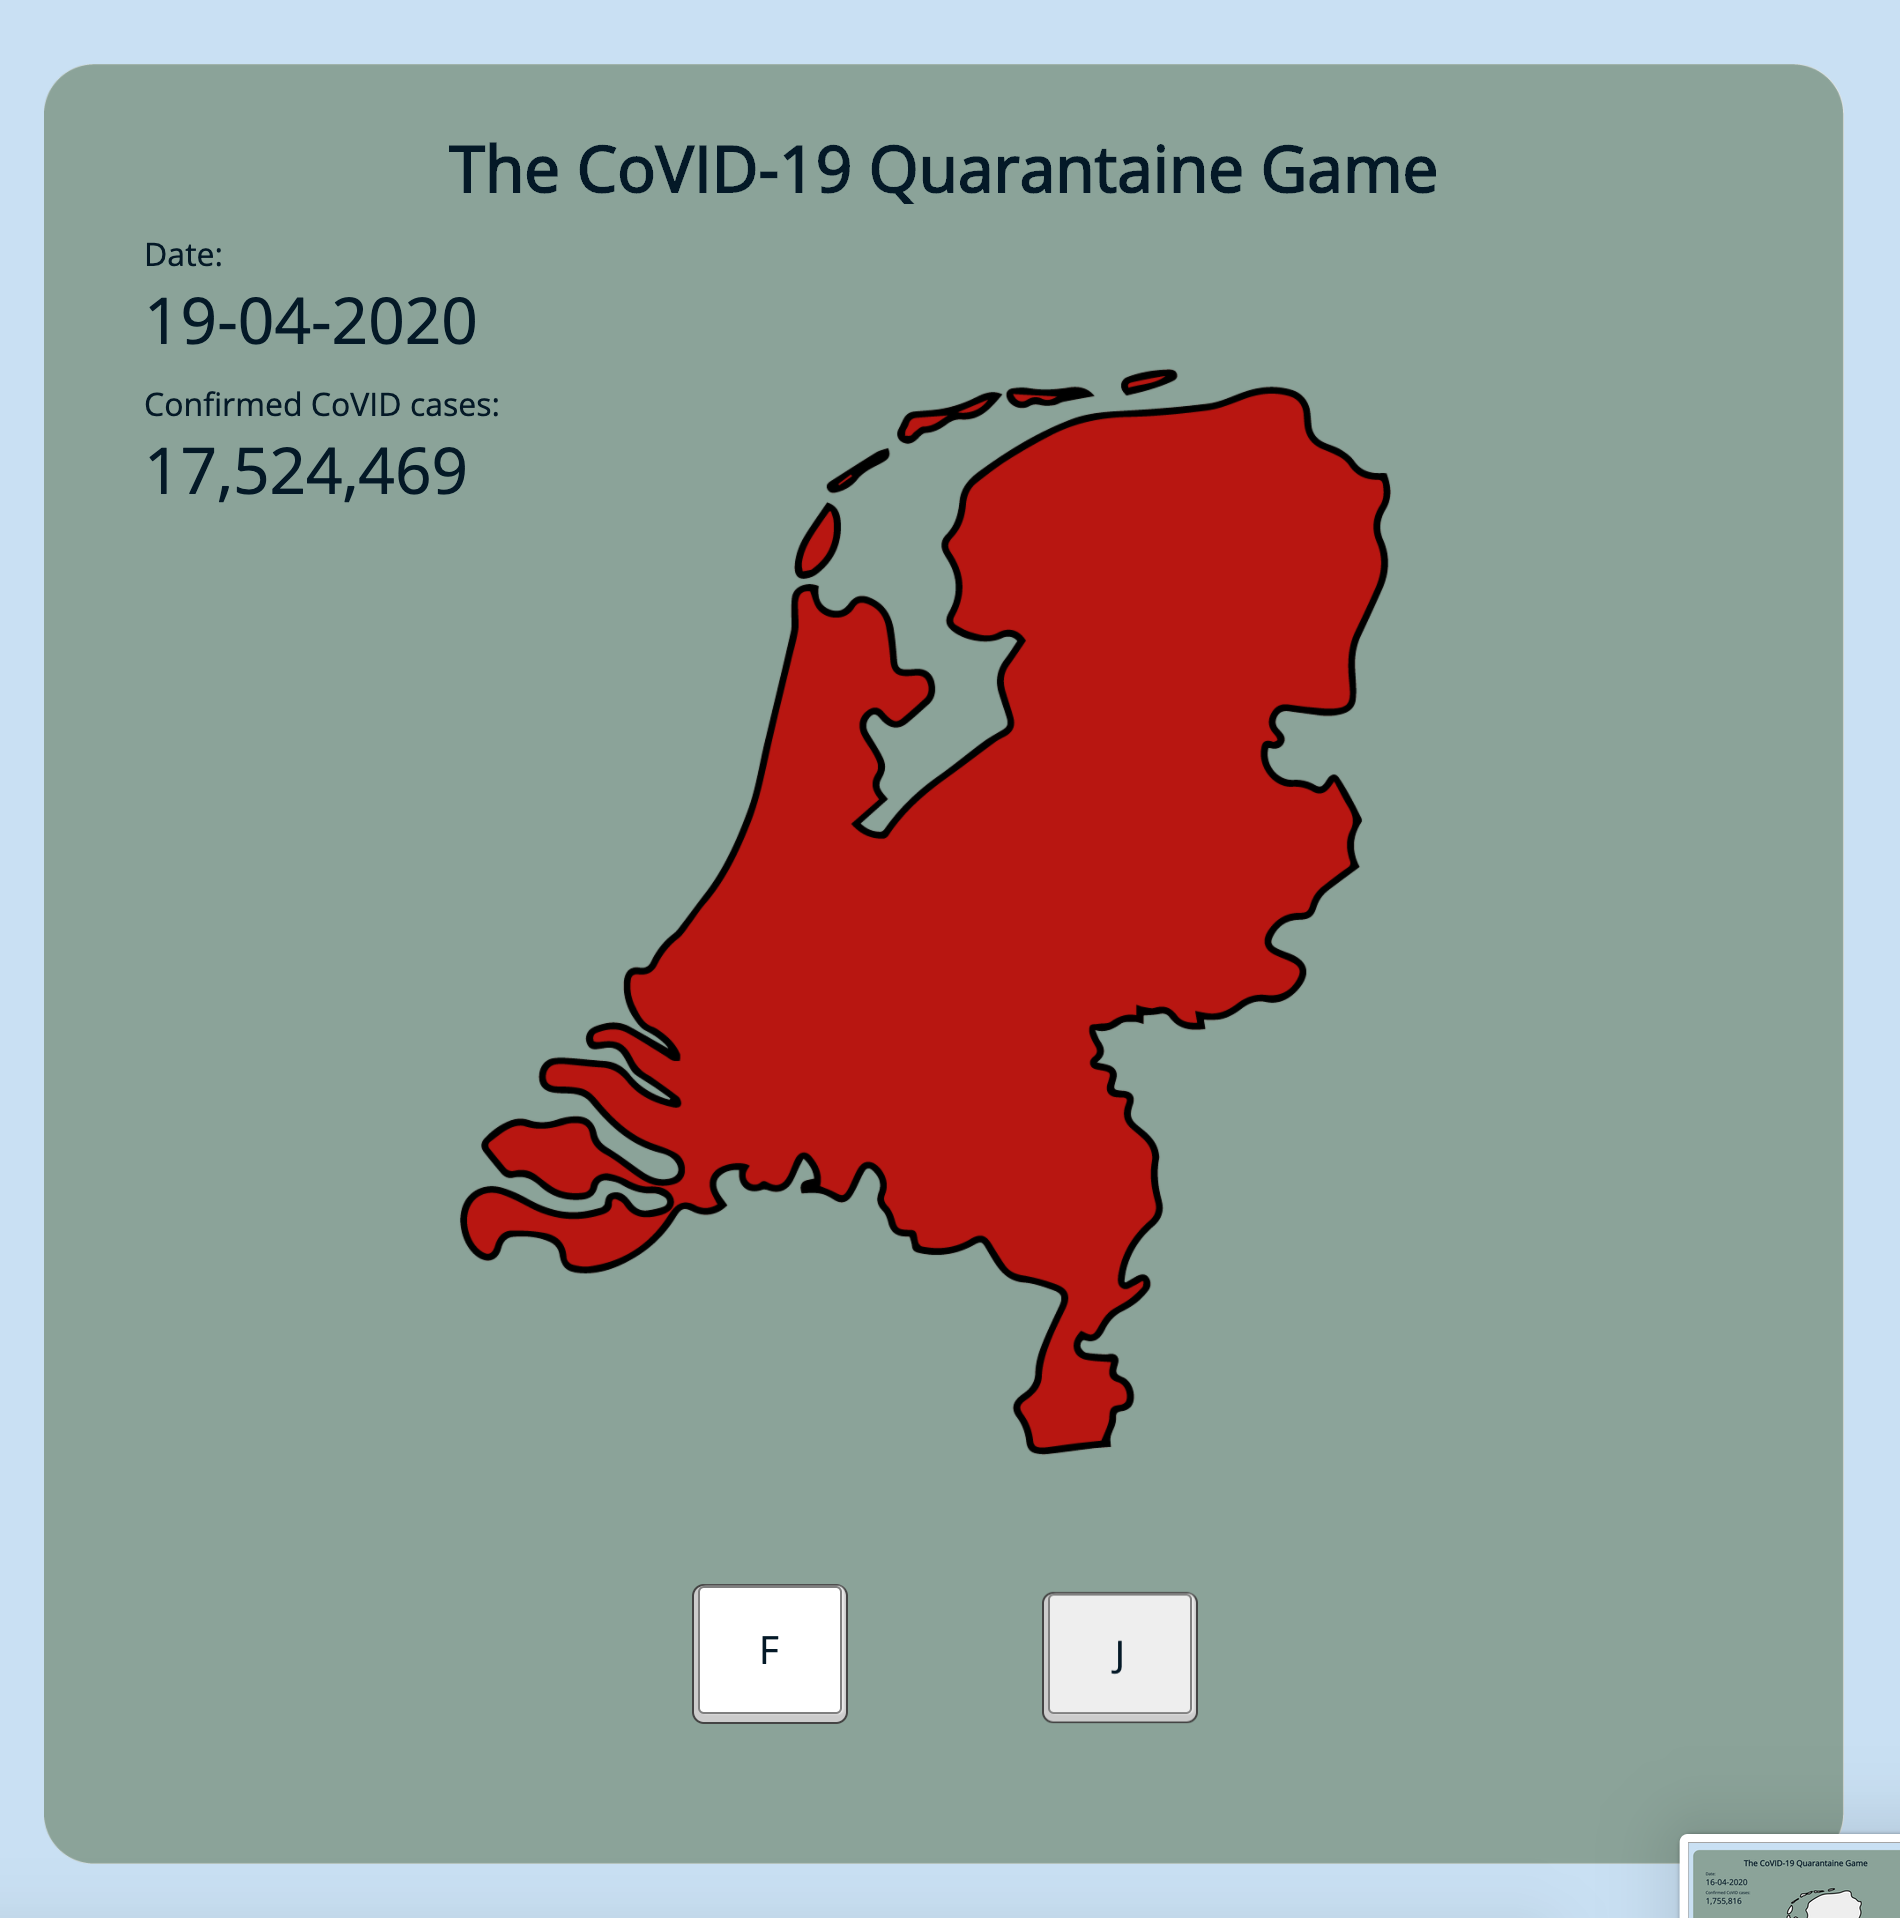 The CoVID-19 Quarantaine Game
Date:
19-04-2020
Confirmed CoVID cases:
17,524,469
F
J
The CoVID-19 Quarantaine Game
Date:
16-04-2020
Confirmed CoVID cases:
1,755,816